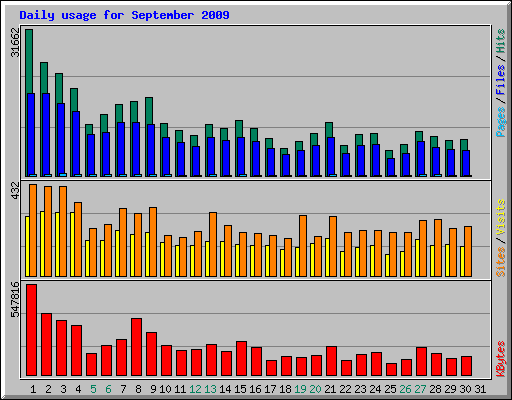 Daily usage for September 2009
31662
Pages / Files / Hits
432
Sites / Visits
547816
KBytes
1 2 3 4 5 6 7 8 9 10 11 12 13 14 15 16 17 18 19 20 21 22 23 24 25 26 27 28 29 30 31